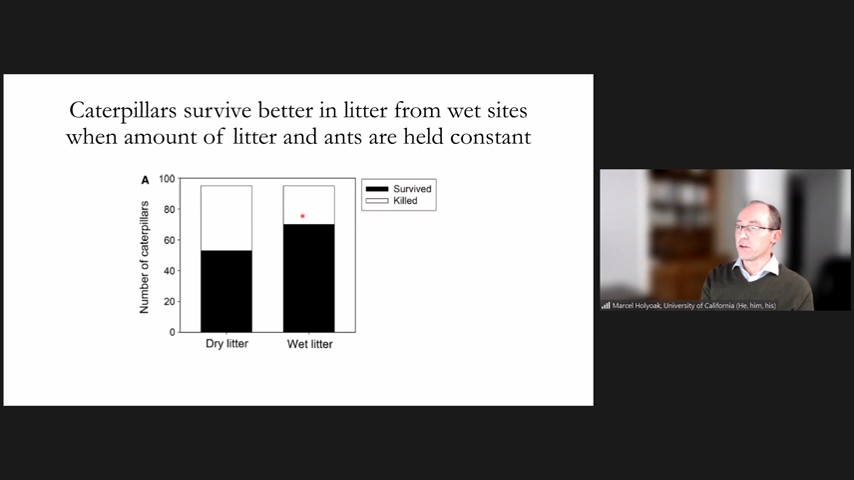 Caterpillars survive better in litter from wet sites
when amount of litter and ants are held constant
A
100
80
60
40
20
0
Number of caterpillars
Survived
Killed
Dry litter
Wet litter
Marcel Holyoak, University of California (He, him, his)